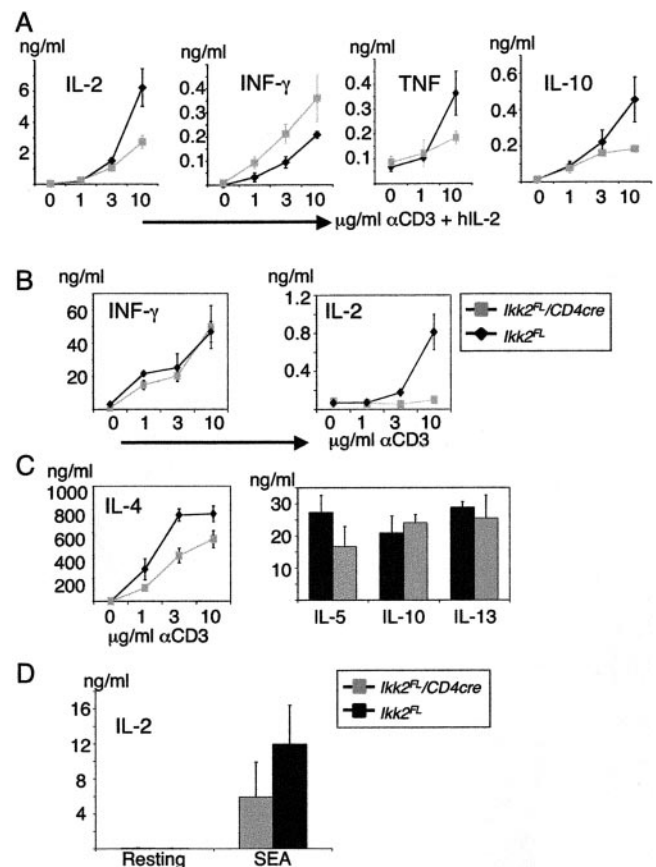 A
ng/ml ng/ml ng/ml ng/ml
IL-2 INF-γ TNF IL-10
6 0.4 0.4 0.6
4 0.3 0.3 0.4
2 0.2 0.2 0.2
0.1 0.1
0 1 3 10 0 1 3 10 0 1 3 10 0 1 3 10
μg/ml αCD3 + hIL-2
B
ng/ml ng/ml
INF-γ IL-2
60 1.2
40 0.8
20 0.4
0 1 3 10 0 1 3 10
μg/ml αCD3
Ikk2FL/CD4cre
Ikk2FL
C
ng/ml ng/ml
1000
800 30
600 20
400 10
200
IL-4
0 1 3 10
μg/ml αCD3
IL-5 IL-10 IL-13
D
ng/ml
IL-2
16
12
8
4
Resting SEA
Ikk2FL/CD4cre
Ikk2FL